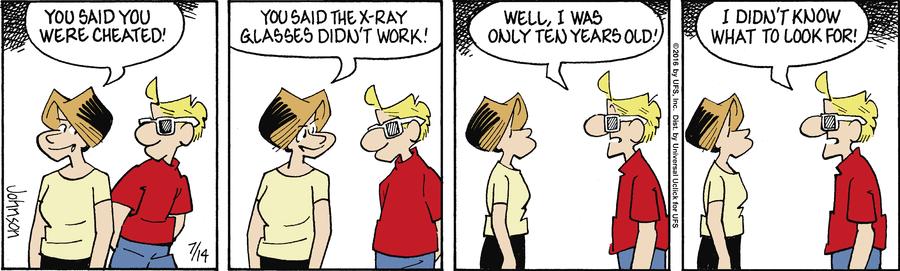 YOU SAID YOU
WERE CHEATED!
YOU SAID THE X-RAY
GLASSES DIDN'T WORK!
WELL, I WAS
ONLY TEN YEARS OLD!
I DIDN'T KNOW
WHAT TO LOOK FOR!
Johnson
7/14
©2016 by UFS, Inc. Dist. by Universal Uclick for UFS